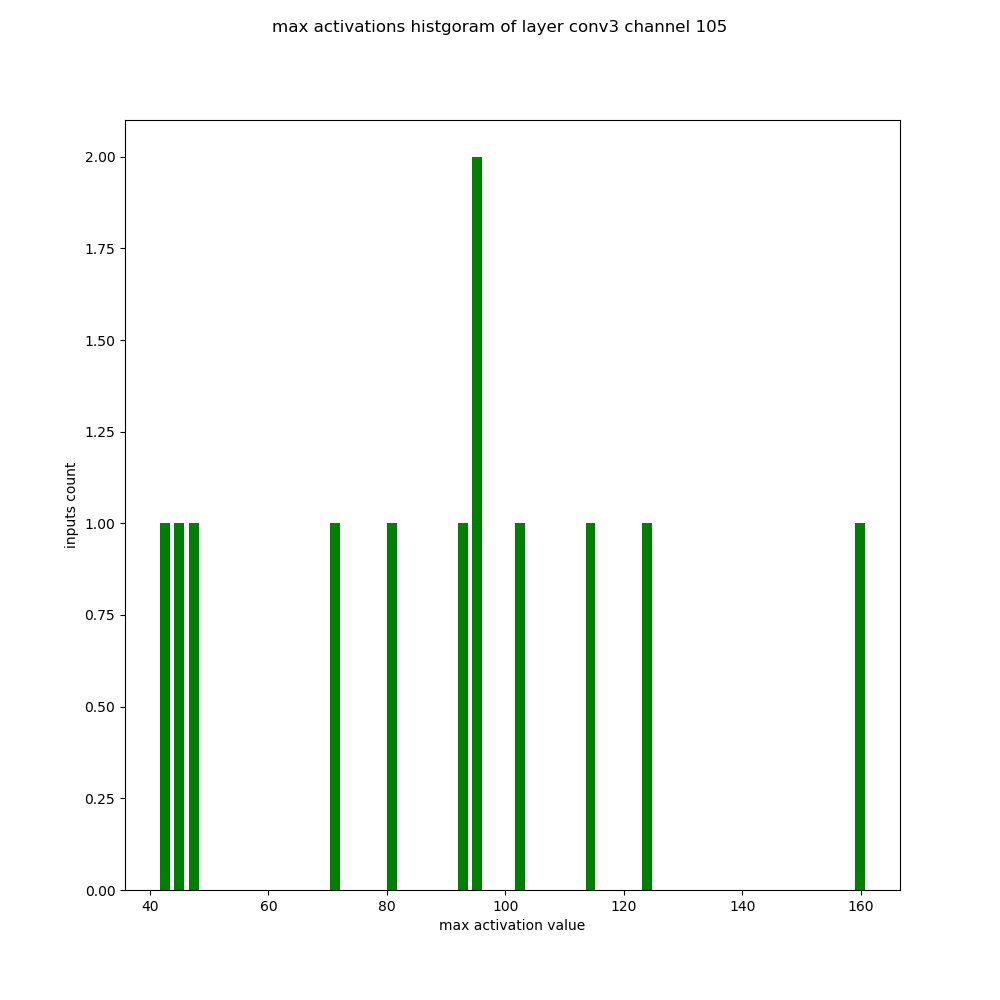 max activations histgoram of layer conv3 channel 105
2.00
1.75
1.50
1.25
1.00
0.75
0.50
0.25
0.00
inputs count
40 60 80 100 120 140 160
max activation value